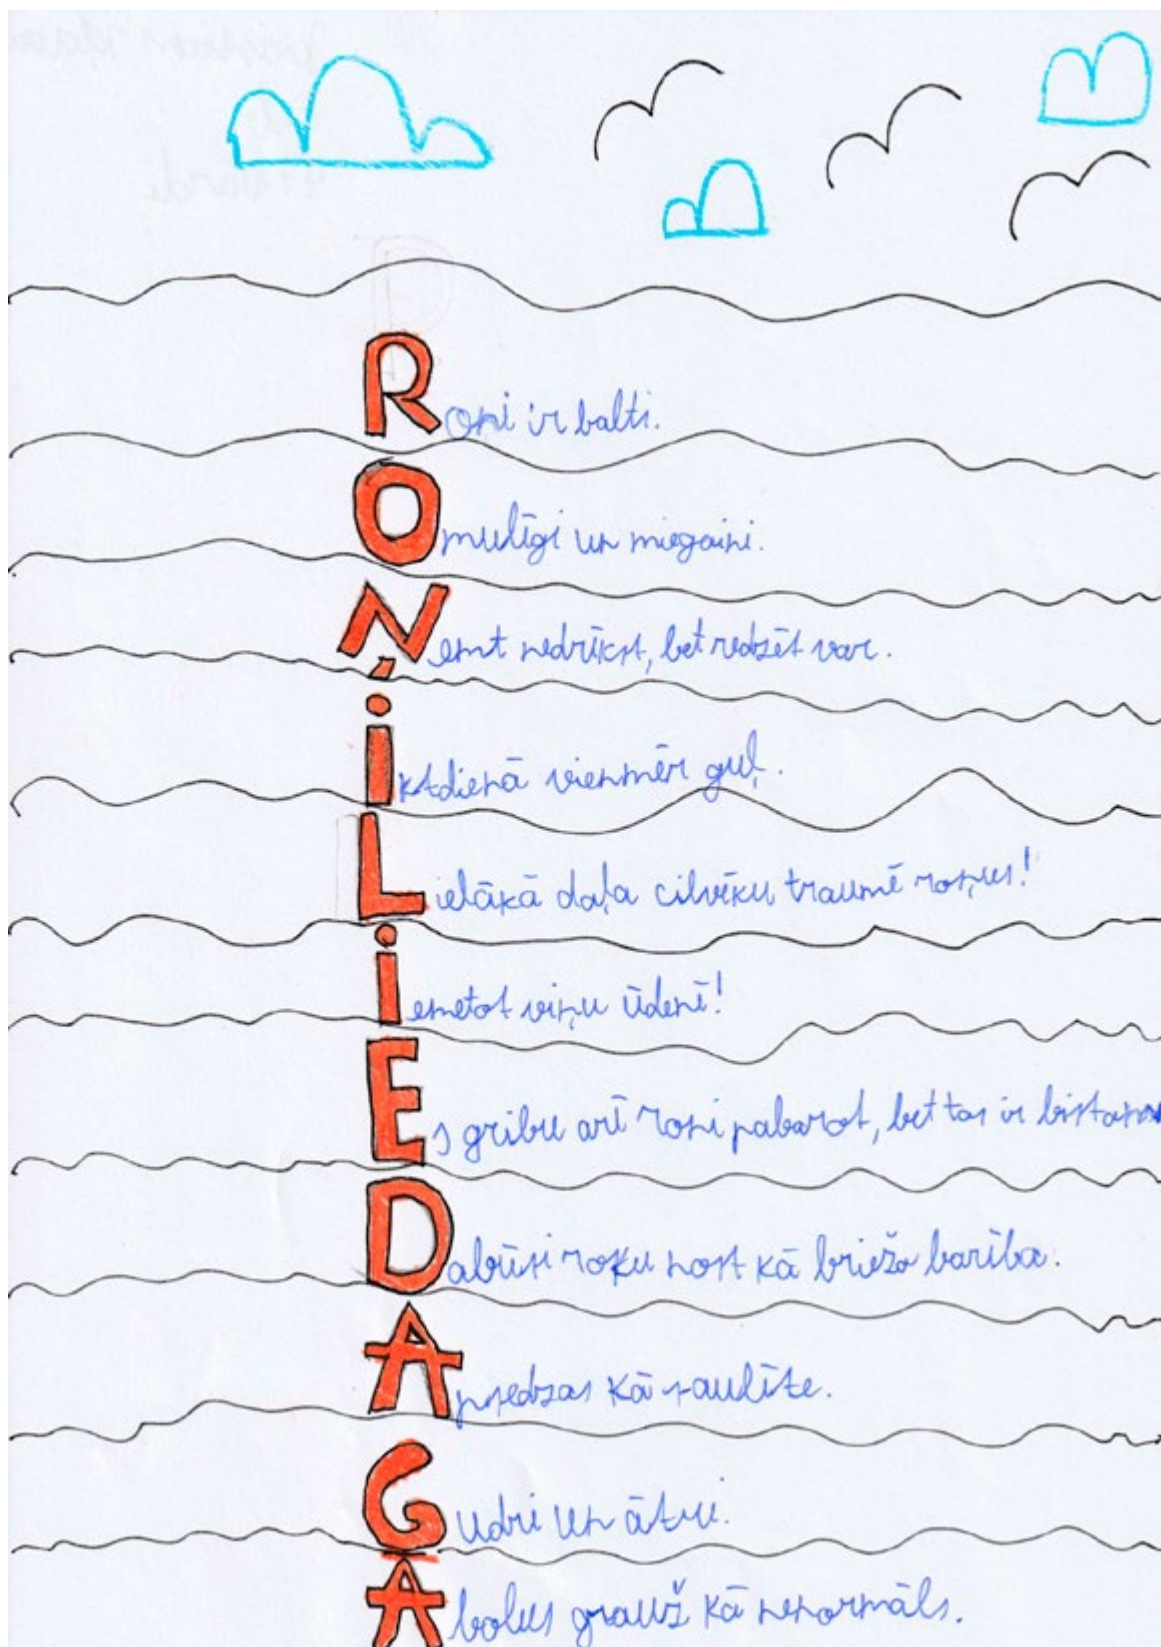 Roņi ir balti.
Omulīgi un miegaini.
Ņemt nedrīkst, bet redzēt var.
ikdienā vienmēr guļ.
Lielākā daļa cilvēku traumē roņus!
iemetot viņu ūdenī!
Es gribu arī roni pabarot, bet tas ir
Dabūsi roku nost kā brieža barība.
Apsedzas kā saulīte.
Gudri un ātri.
Abolus grauž kā nenormāls.